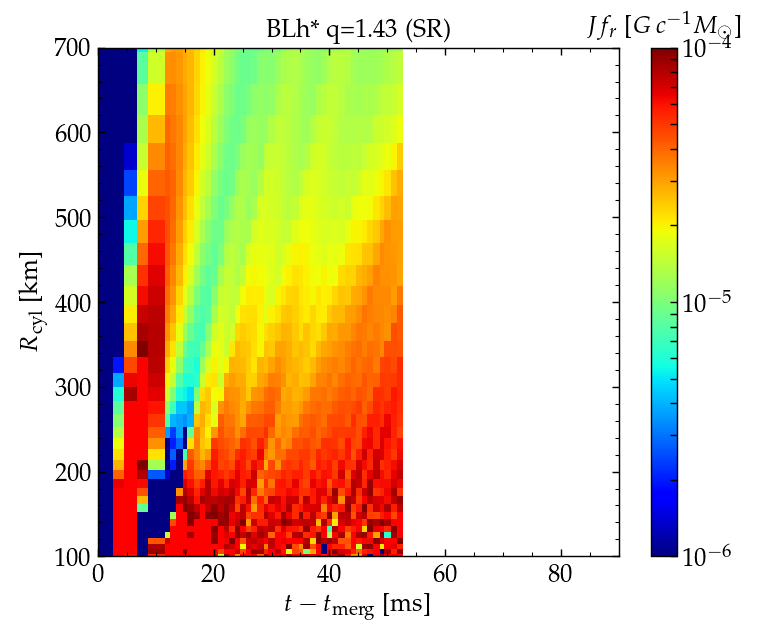 BLh* q=1.43 (SR)
J f_r [G c^{-1} M_⊙]
700
600
500
400
300
200
100
R_cyl [km]
0 20 40 60 80
t − t_merg [ms]
10^{-4}
10^{-5}
10^{-6}